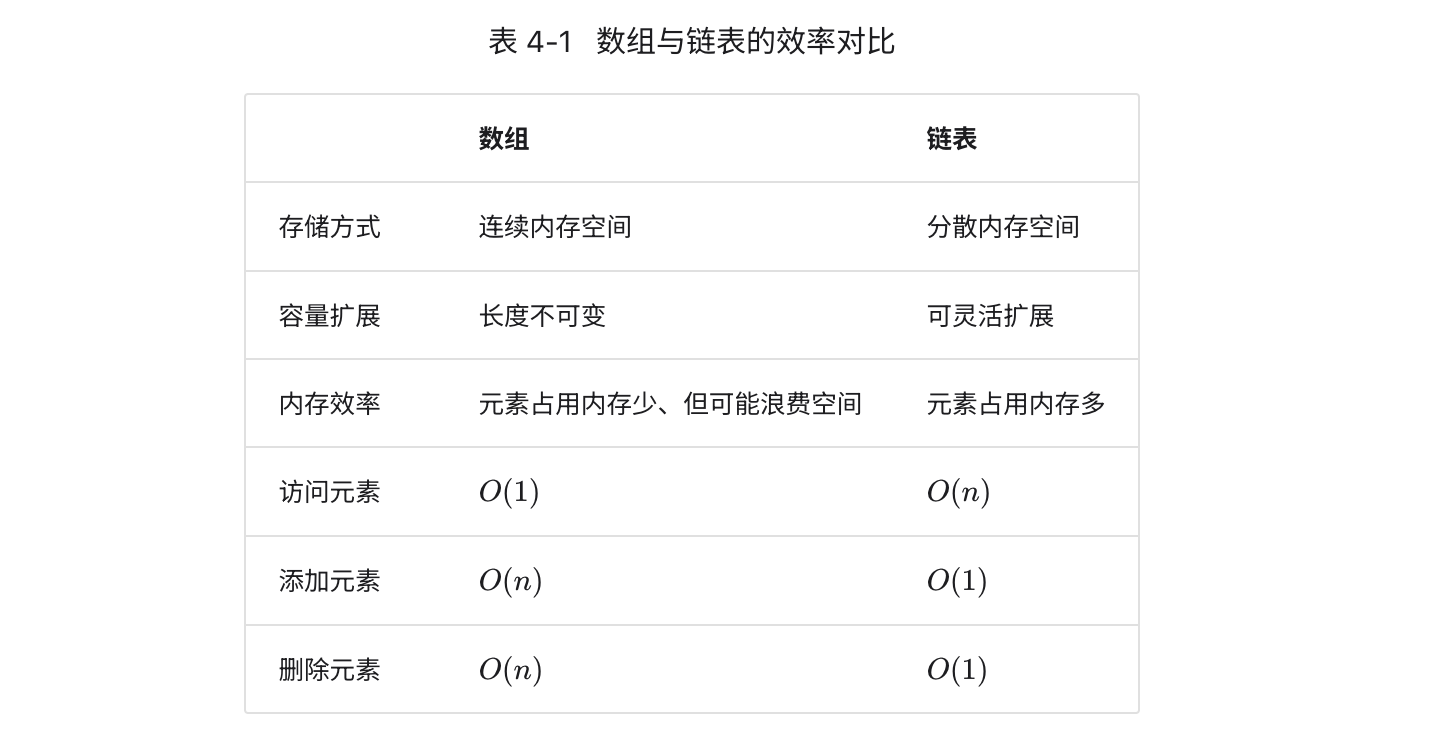 表 4-1 数组与链表的效率对比
数组 链表
存储方式 连续内存空间 分散内存空间
容量扩展 长度不可变 可灵活扩展
内存效率 元素占用内存少、但可能浪费空间 元素占用内存多
访问元素 O(1) O(n)
添加元素 O(n) O(1)
删除元素 O(n) O(1)